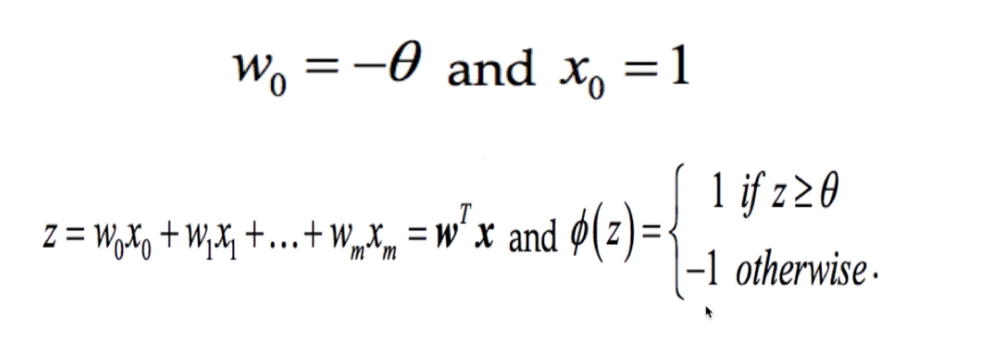 w₀ = −θ and x₀ = 1
z = w₀x₀ + w₁x₁ + ... + wₘxₘ = wᵀx and ϕ(z) = { 1 if z ≥ θ
−1 otherwise.